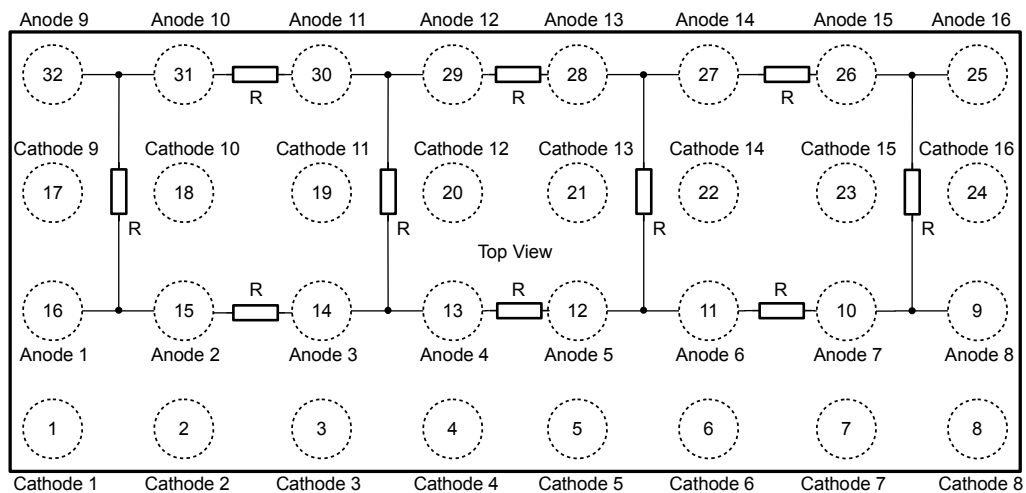 Anode 9 Anode 10 Anode 11 Anode 12 Anode 13 Anode 14 Anode 15 Anode 16
32 31 30 29 28 27 26 25
R R R
Cathode 9 Cathode 10 Cathode 11 Cathode 12 Cathode 13 Cathode 14 Cathode 15 Cathode 16
17 18 19 20 21 22 23 24
R R R R
Top View
R R R
16 15 14 13 12 11 10 9
Anode 1 Anode 2 Anode 3 Anode 4 Anode 5 Anode 6 Anode 7 Anode 8
1 2 3 4 5 6 7 8
Cathode 1 Cathode 2 Cathode 3 Cathode 4 Cathode 5 Cathode 6 Cathode 7 Cathode 8